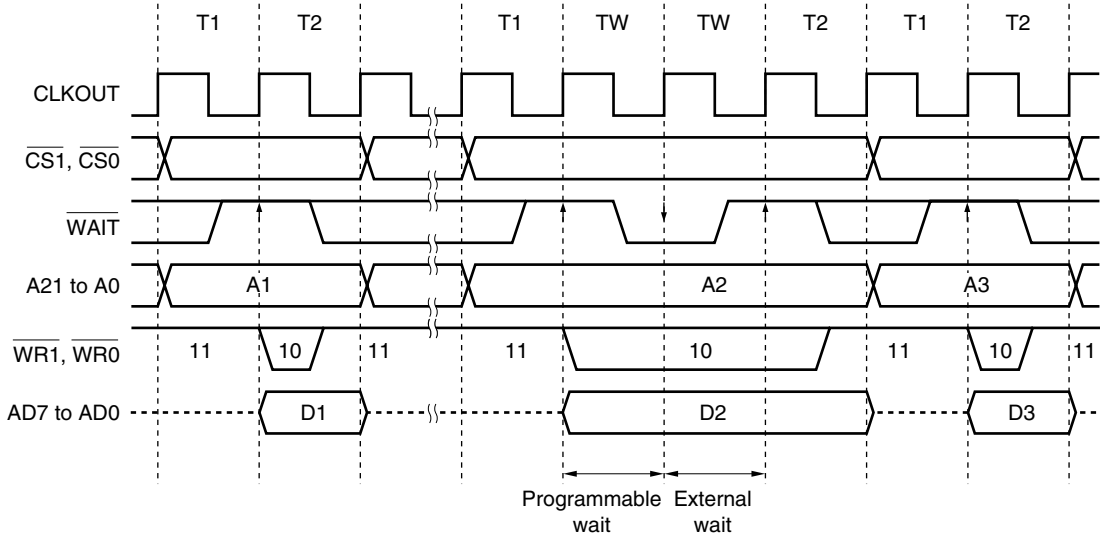 T1 T2 T1 TW TW T2 T1 T2
CLKOUT
CS1, CS0
WAIT
A21 to A0 A1 A2 A3
WR1, WR0 11 10 11 11 10 11 10 11
AD7 to AD0 D1 D2 D3
Programmable wait
External wait